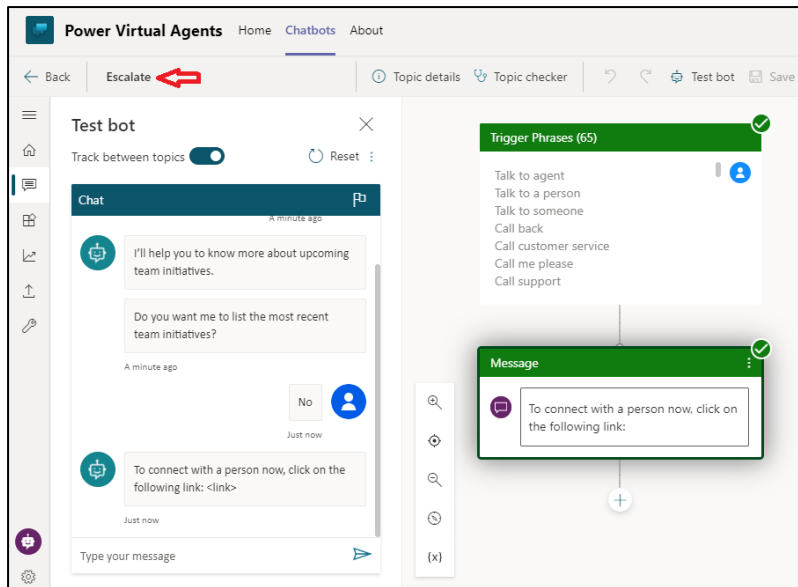 Power Virtual Agents Home Chatbots About
Back Escalate Topic details Topic checker Test bot Save
Test bot
Track between topics Reset
Chat
A minute ago
I'll help you to know more about upcoming
team initiatives.
Do you want me to list the most recent
team initiatives?
A minute ago
No
Just now
To connect with a person now, click on the
following link: <link>
Just now
Type your message
Trigger Phrases (65)
Talk to agent
Talk to a person
Talk to someone
Call back
Call customer service
Call me please
Call support
Message
To connect with a person now, click on
the following link:
{x}